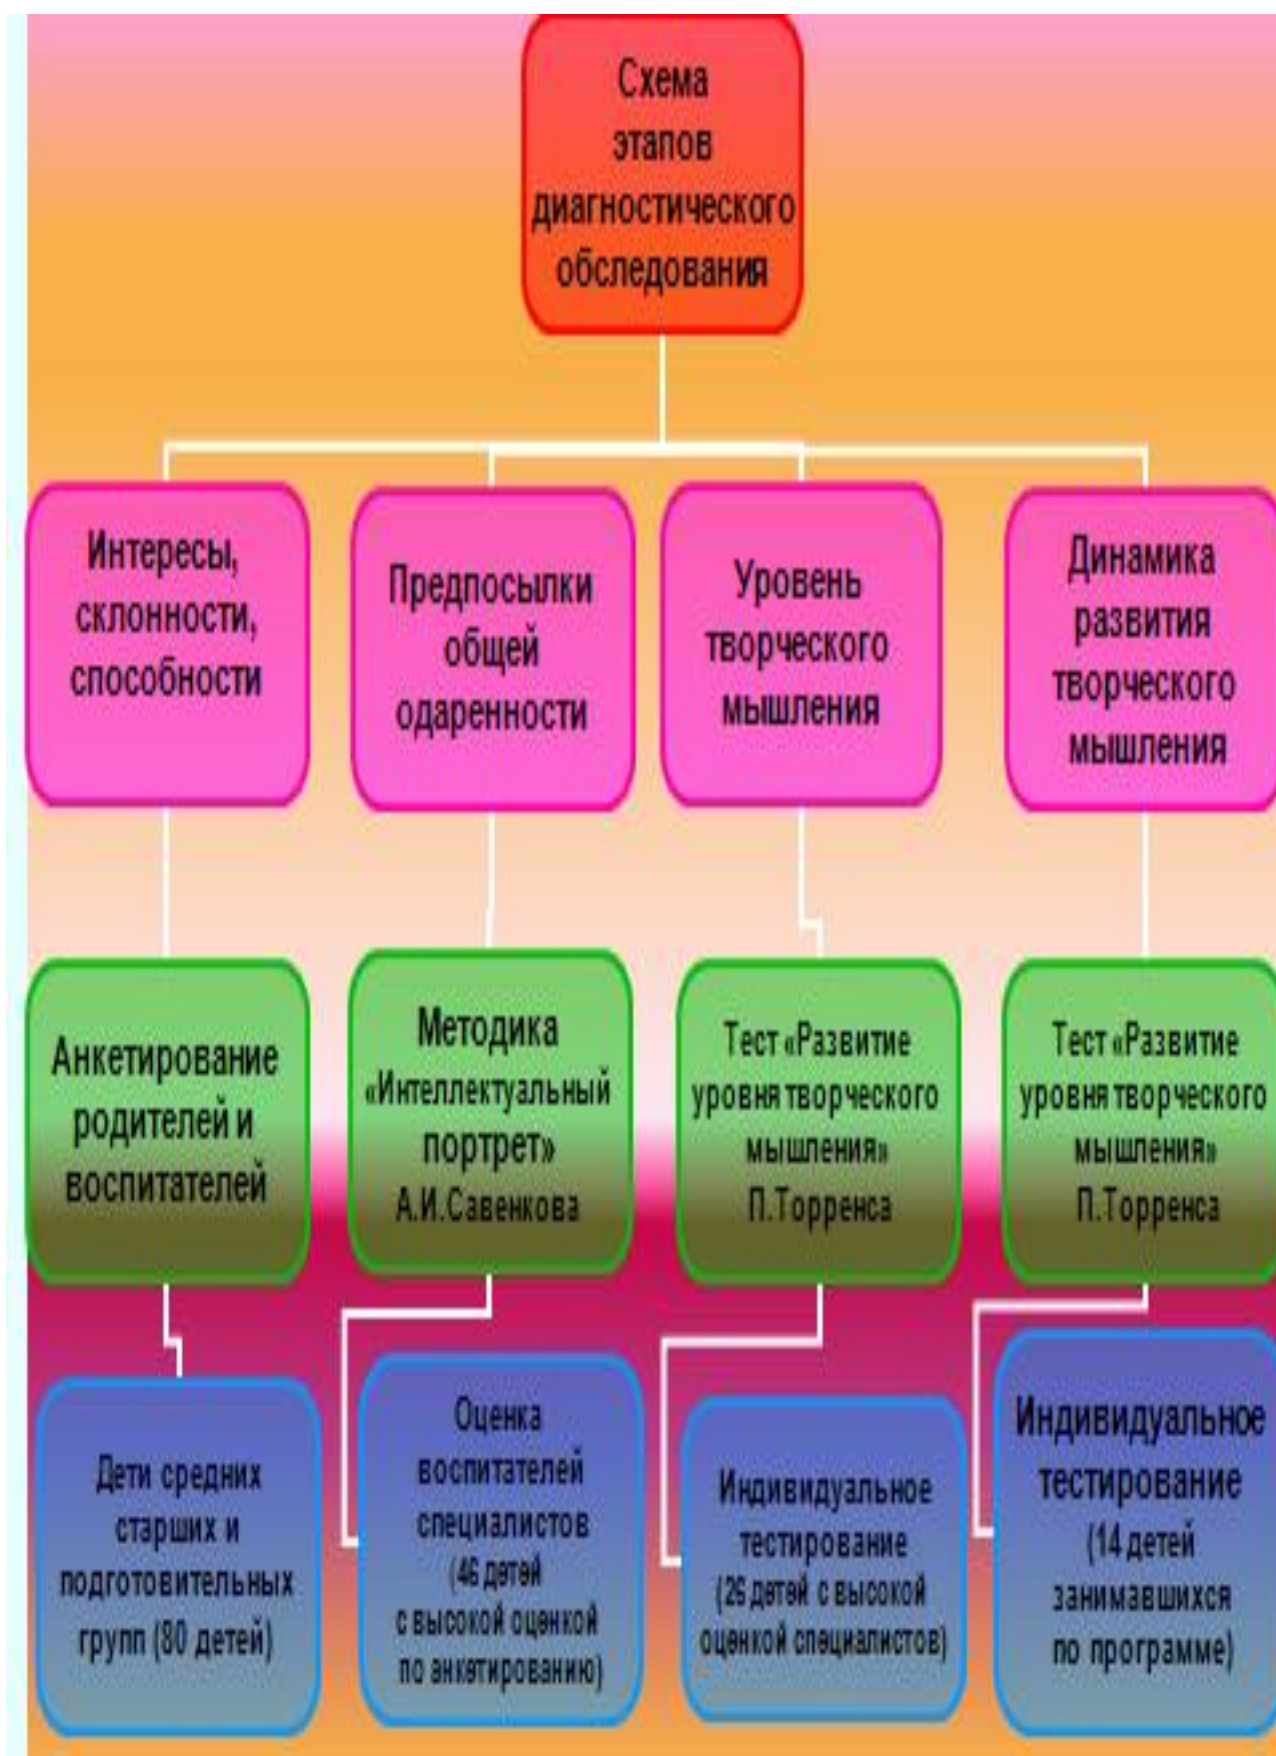 Схема
этапов
диагностического
обследования
Интересы,
склонности,
способности
Предпосылки
общей
одаренности
Уровень
творческого
мышления
Динамика
развития
творческого
мышления
Анкетирование
родителей и
воспитателей
Методика
«Интеллектуальный
портрет»
А.И.Савенкова
Тест «Развитие
уровня творческого
мышления»
П.Торренса
Тест «Развитие
уровня творческого
мышления»
П.Торренса
Дети средних
старших и
подготовительных
групп (80 детей)
Оценка
воспитателей
специалистов
(46 детей
с высокой оценкой
по анкетированию)
Индивидуальное
тестирование
(26 детей с высокой
оценкой специалистов)
Индивидуальное
тестирование
(14 детей
занимавшихся
по программе)